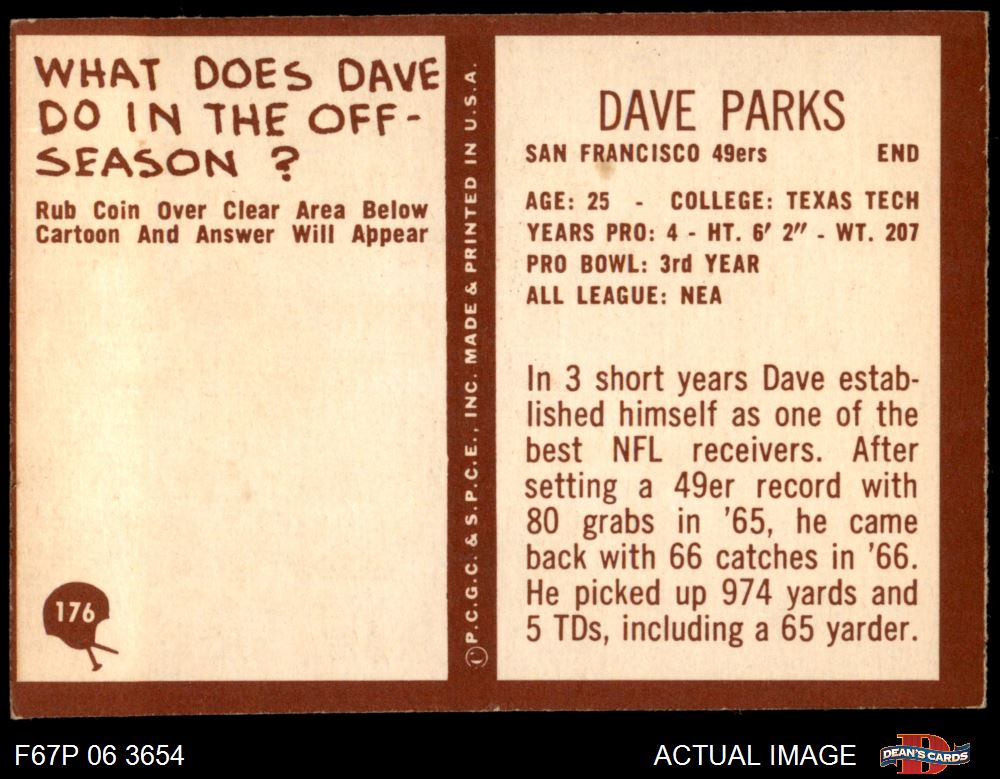 WHAT DOES DAVE
DO IN THE OFF-
SEASON ?
Rub Coin Over Clear Area Below
Cartoon And Answer Will Appear
176
© P.C.G.C. & S.P.C.E., INC. MADE & PRINTED IN U.S.A.
DAVE PARKS
SAN FRANCISCO 49ers END
AGE: 25 - COLLEGE: TEXAS TECH
YEARS PRO: 4 - HT. 6' 2" - WT. 207
PRO BOWL: 3rd YEAR
ALL LEAGUE: NEA
In 3 short years Dave estab-
lished himself as one of the
best NFL receivers. After
setting a 49er record with
80 grabs in '65, he came
back with 66 catches in '66.
He picked up 974 yards and
5 TDs, including a 65 yarder.
F67P 06 3654
ACTUAL IMAGE
DEAN'S CARDS